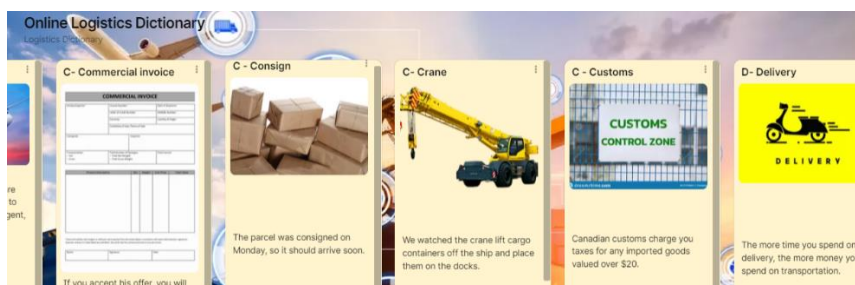 Online Logistics Dictionary
Logistics Dictionary
C- Commercial invoice
C - Consign
C- Crane
C - Customs
D- Delivery
COMMERCIAL INVOICE
CUSTOMS
CONTROL ZONE
DELIVERY
to
gent,
If you accept his offer, you will
The parcel was consigned on
Monday, so it should arrive soon.
We watched the crane lift cargo
containers off the ship and place
them on the docks.
Canadian customs charge you
taxes for any imported goods
valued over $20.
The more time you spend on
delivery, the more money you
spend on transportation.